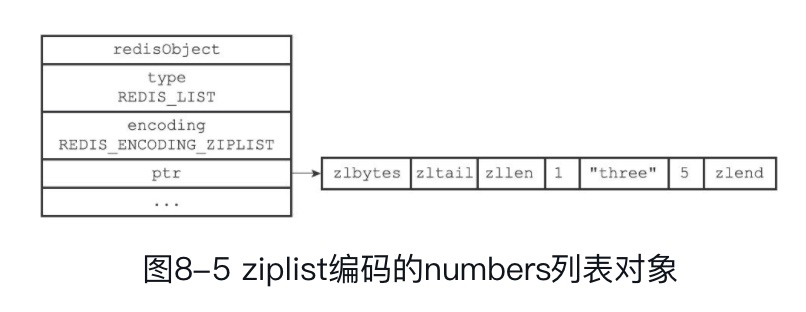 redisObject
type
REDIS_LIST
encoding
REDIS_ENCODING_ZIPLIST
ptr
...
zlbytes zltail zllen 1 "three" 5 zlend
图8-5 ziplist编码的numbers列表对象